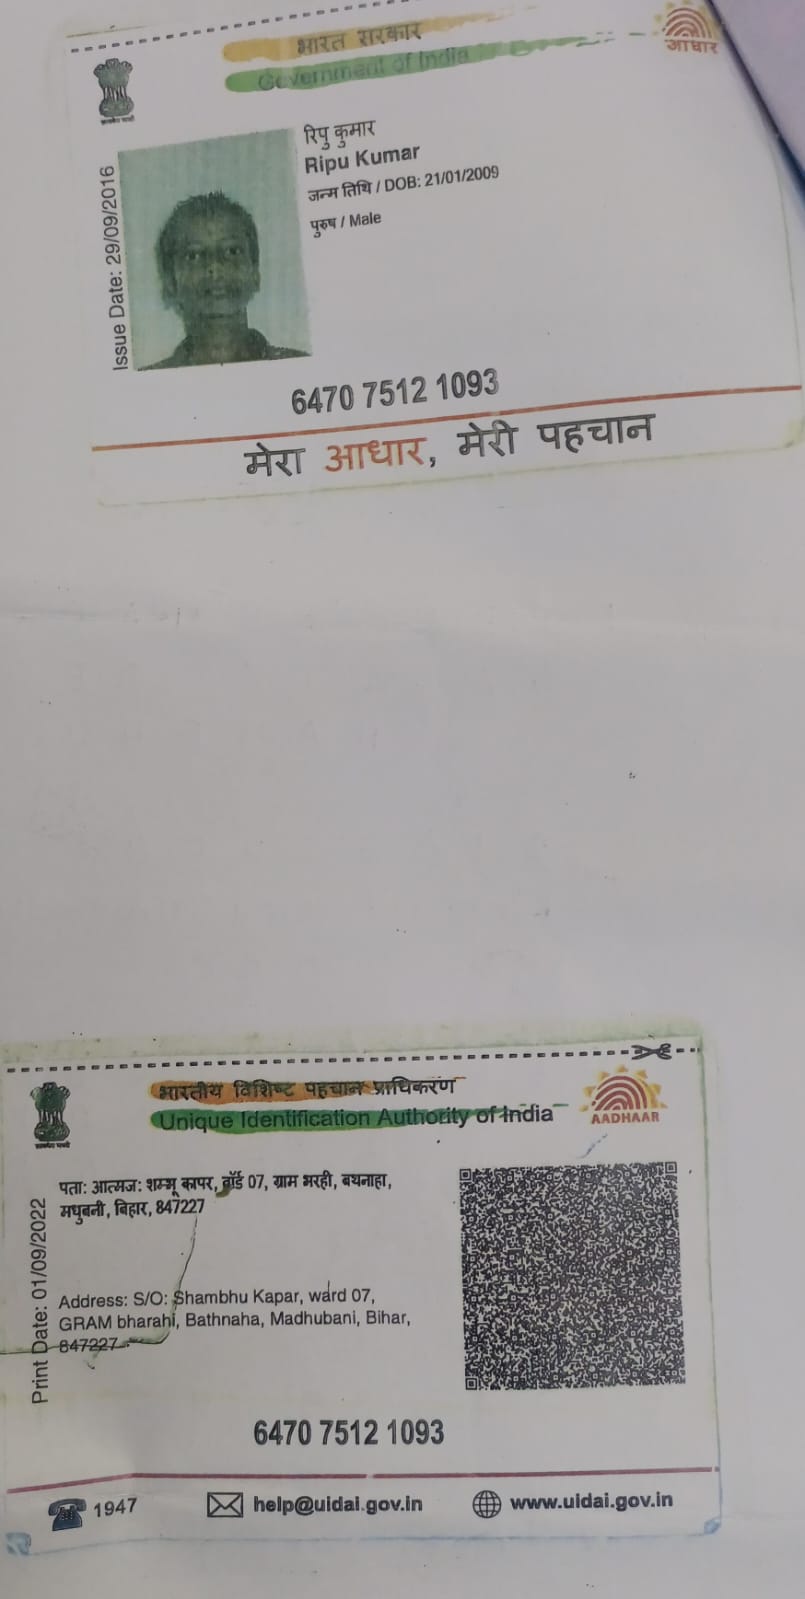 भारत सरकार
Government of India
आधार
रिपु कुमार
Ripu Kumar
जन्म तिथि / DOB: 21/01/2009
पुरुष / Male
Issue Date: 29/09/2016
6470 7512 1093
मेरा आधार, मेरी पहचान
भारतीय विशिष्ट पहचान प्राधिकरण
Unique Identification Authority of India
AADHAAR
पता: आत्मज: शम्भू कापर, वॉर्ड 07, ग्राम भरही, बथनाहा,
मधुबनी, बिहार, 847227
Address: S/O: Shambhu Kapar, ward 07,
GRAM bharahi, Bathnaha, Madhubani, Bihar,
847227
Print Date: 01/09/2022
6470 7512 1093
1947
help@uidai.gov.in
www.uidai.gov.in